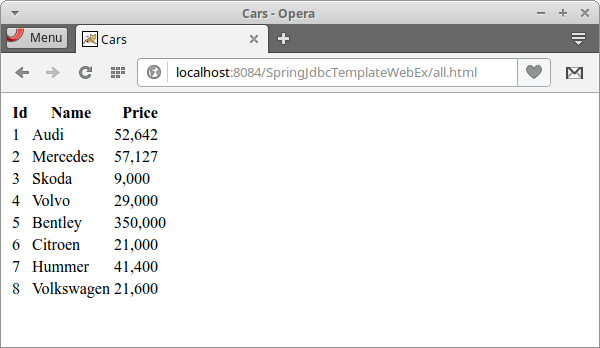 Cars - Opera
Menu
Cars
localhost:8084/SpringJdbcTemplateWebEx/all.html
Id Name Price
1 Audi 52,642
2 Mercedes 57,127
3 Skoda 9,000
4 Volvo 29,000
5 Bentley 350,000
6 Citroen 21,000
7 Hummer 41,400
8 Volkswagen 21,600